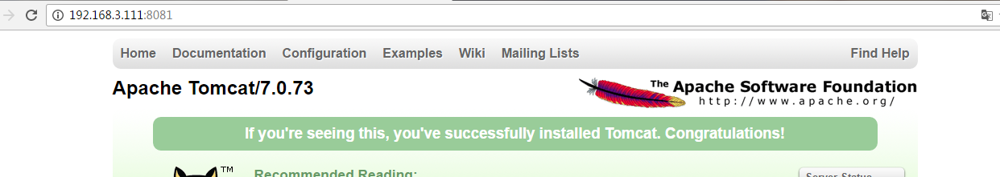 192.168.3.111:8081
Home Documentation Configuration Examples Wiki Mailing Lists Find Help
Apache Tomcat/7.0.73
The Apache Software Foundation
http://www.apache.org/
If you're seeing this, you've successfully installed Tomcat. Congratulations!
TM
Recommended Reading:
Server Status